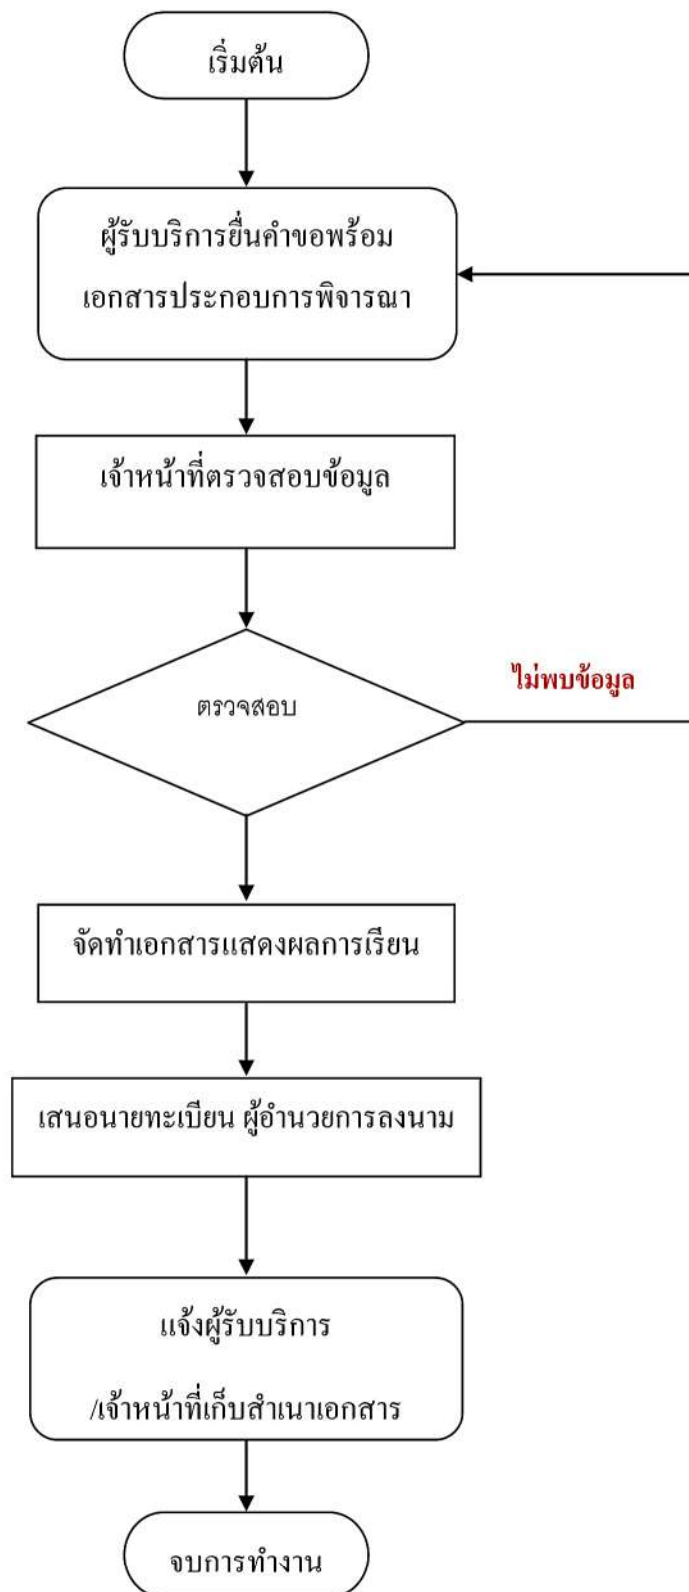 เริ่มต้น
ผู้รับบริการยื่นคำขอพร้อม
เอกสารประกอบการพิจารณา
เจ้าหน้าที่ตรวจสอบข้อมูล
ไม่พบข้อมูล
ตรวจสอบ
จัดทำเอกสารแสดงผลการเรียน
เสนอนายทะเบียน ผู้อำนวยการลงนาม
แจ้งผู้รับบริการ
/เจ้าหน้าที่เก็บสำเนาเอกสาร
จบการทำงาน